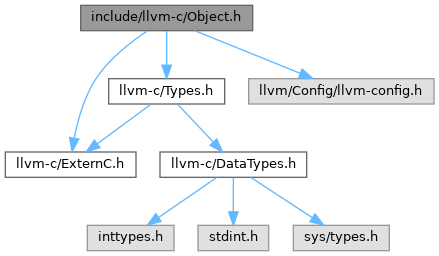 include/llvm-c/Object.h
llvm-c/Types.h
llvm/Config/llvm-config.h
llvm-c/ExternC.h
llvm-c/DataTypes.h
inttypes.h
stdint.h
sys/types.h